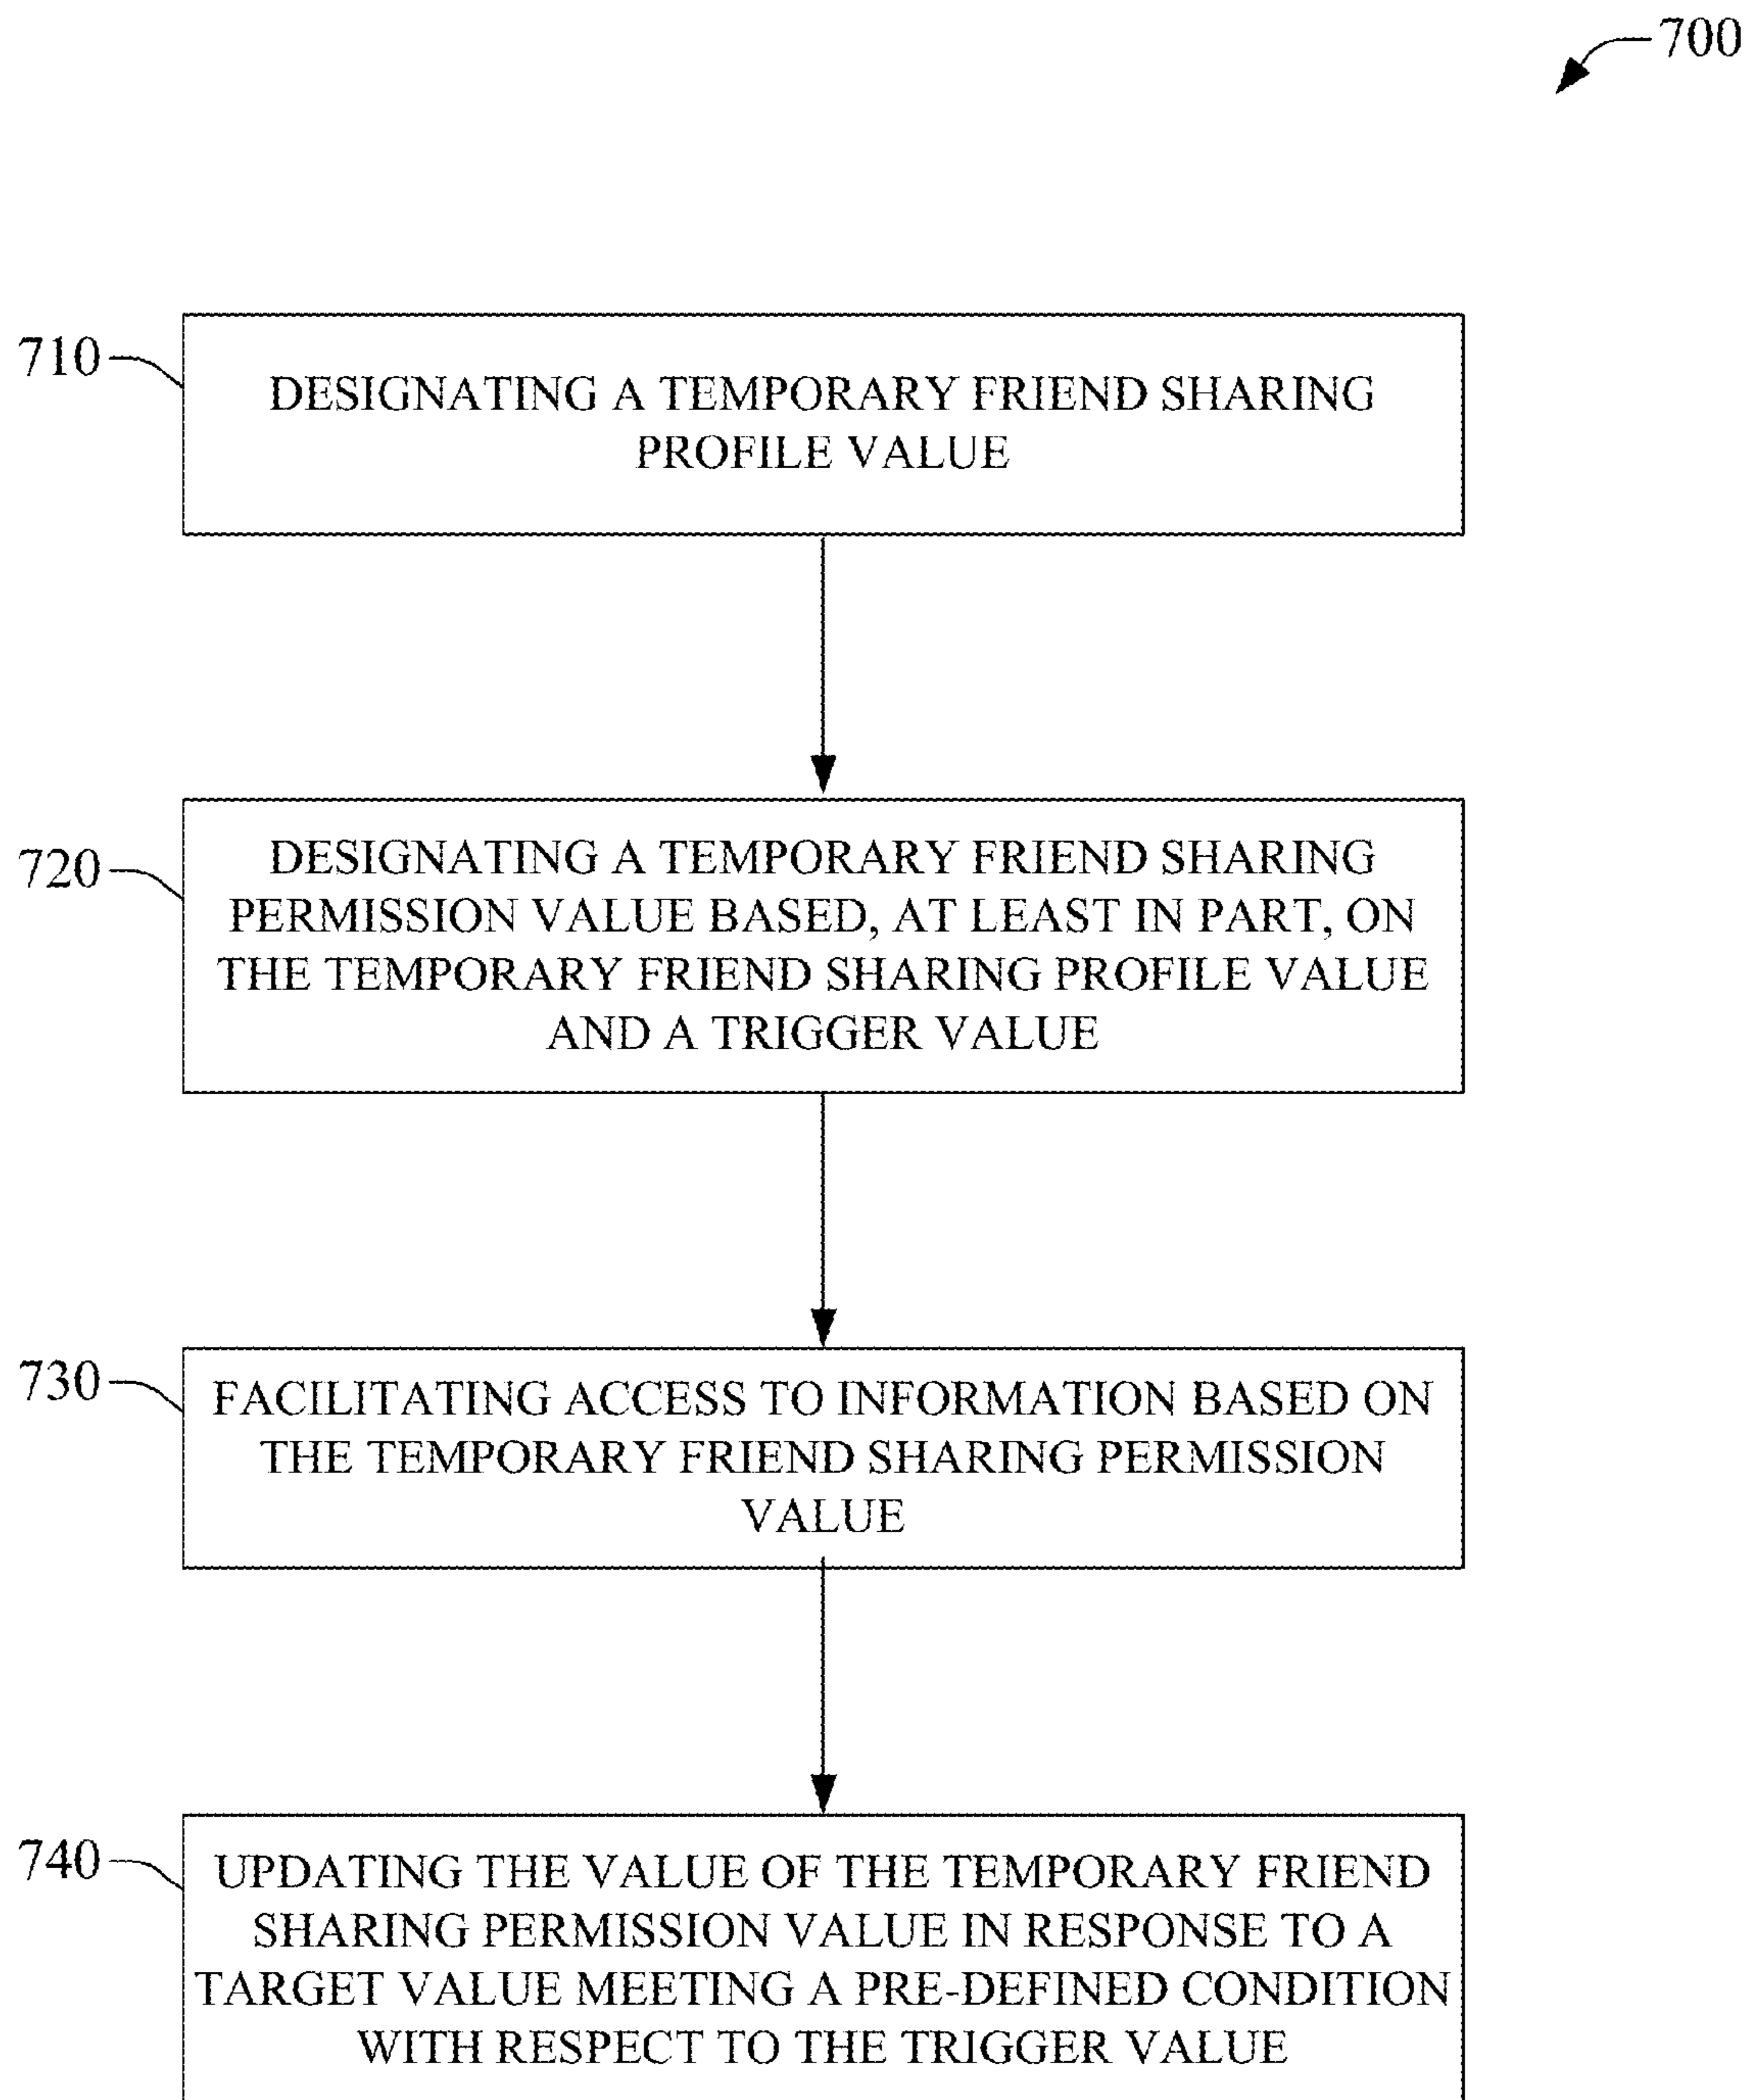 700
710
DESIGNATING A TEMPORARY FRIEND SHARING
PROFILE VALUE
720
DESIGNATING A TEMPORARY FRIEND SHARING
PERMISSION VALUE BASED, AT LEAST IN PART, ON
THE TEMPORARY FRIEND SHARING PROFILE VALUE
AND A TRIGGER VALUE
730
FACILITATING ACCESS TO INFORMATION BASED ON
THE TEMPORARY FRIEND SHARING PERMISSION
VALUE
740
UPDATING THE VALUE OF THE TEMPORARY FRIEND
SHARING PERMISSION VALUE IN RESPONSE TO A
TARGET VALUE MEETING A PRE-DEFINED CONDITION
WITH RESPECT TO THE TRIGGER VALUE